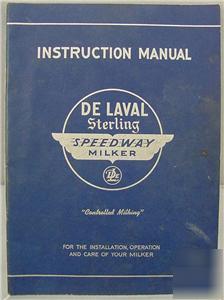 INSTRUCTION MANUAL
DE LAVAL
Sterling
SPEEDWAY
MILKER
"Controlled Milking"
FOR THE INSTALLATION, OPERATION
AND CARE OF YOUR MILKER